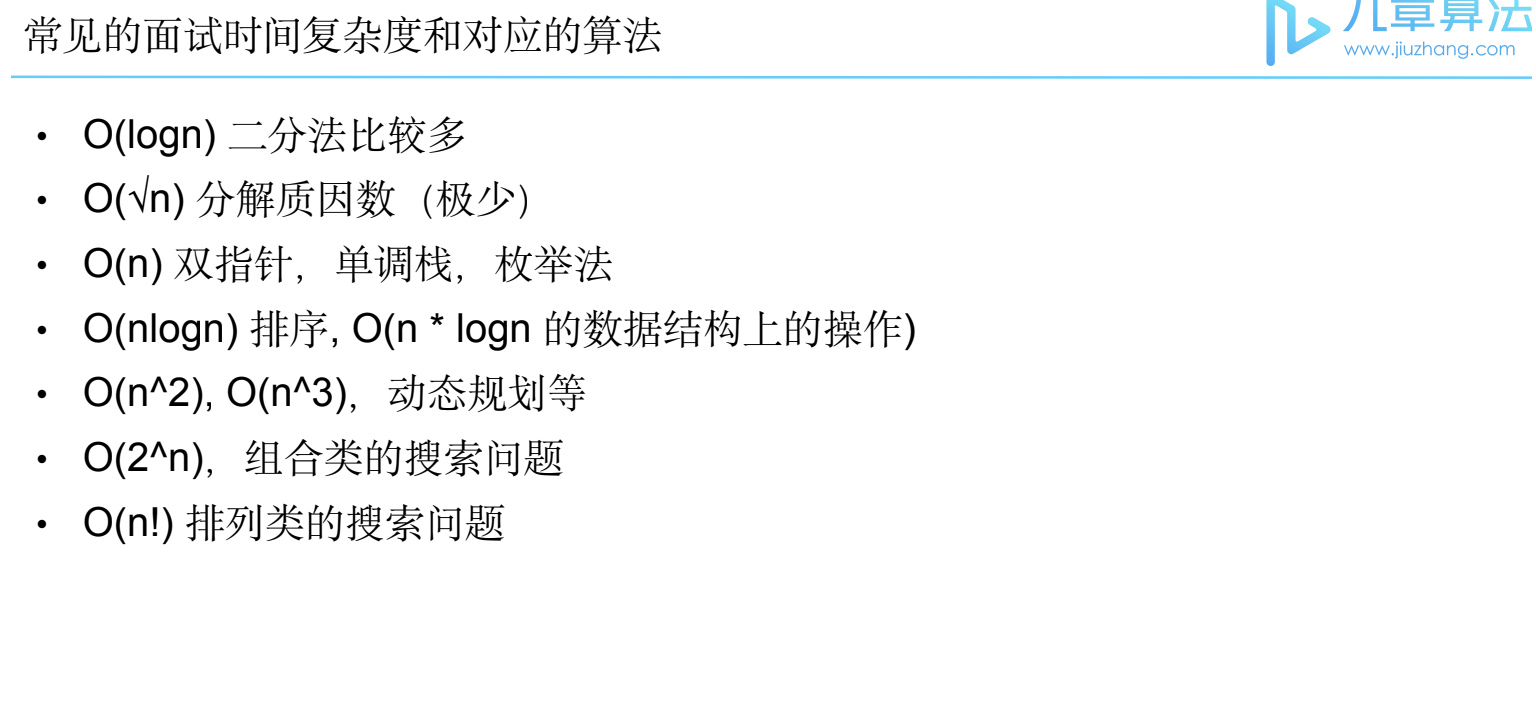 常见的面试时间复杂度和对应的算法
九章算法
www.jiuzhang.com
• O(logn) 二分法比较多
• O(√n) 分解质因数（极少）
• O(n) 双指针，单调栈，枚举法
• O(nlogn) 排序, O(n * logn 的数据结构上的操作)
• O(n^2), O(n^3)，动态规划等
• O(2^n)，组合类的搜索问题
• O(n!) 排列类的搜索问题